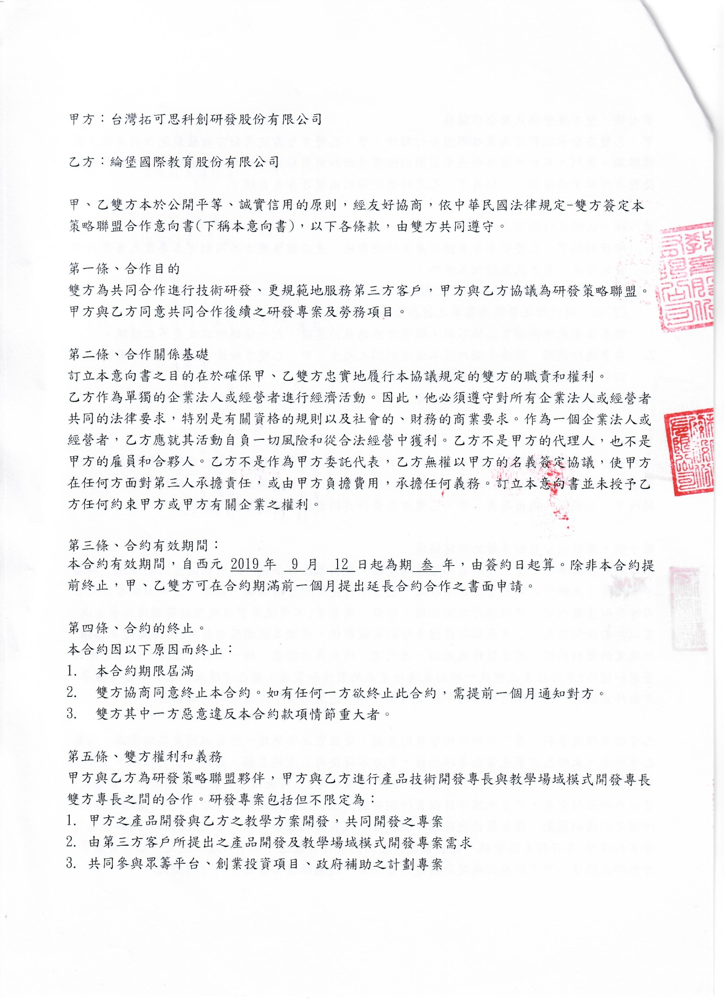 甲方：台灣拓可思科創研發股份有限公司
乙方：綸堡國際教育股份有限公司
甲、乙雙方本於公開平等、誠實信用的原則，經友好協商，依中華民國法律規定-雙方簽定本
策略聯盟合作意向書(下稱本意向書)，以下各條款，由雙方共同遵守。
第一條、合作目的
雙方為共同合作進行技術研發、更規範地服務第三方客戶，甲方與乙方協議為研發策略聯盟。
甲方與乙方同意共同合作後續之研發專案及勞務項目。
第二條、合作關係基礎
訂立本意向書之目的在於確保甲、乙雙方忠實地履行本協議規定的雙方的職責和權利。
乙方作為單獨的企業法人或經營者進行經濟活動。因此，他必須遵守對所有企業法人或經營者
共同的法律要求，特別是有關資格的規則以及社會的、財務的商業要求。作為一個企業法人或
經營者，乙方應就其活動自負一切風險和從合法經營中獲利。乙方不是甲方的代理人，也不是
甲方的雇員和合夥人。乙方不是作為甲方委託代表，乙方無權以甲方的名義簽定協議，使甲方
在任何方面對第三人承擔責任，或由甲方負擔費用，承擔任何義務。訂立本意向書並未授予乙
方任何約束甲方或甲方有關企業之權利。
第三條、合約有效期間：
本合約有效期間，自西元 2019 年 9 月 12 日起為期 叁 年，由簽約日起算。除非本合約提
前終止，甲、乙雙方可在合約期滿前一個月提出延長合約合作之書面申請。
第四條、合約的終止。
本合約因以下原因而終止：
1. 本合約期限屆滿
2. 雙方協商同意終止本合約。如有任何一方欲終止此合約，需提前一個月通知對方。
3. 雙方其中一方惡意違反本合約款項情節重大者。
第五條、雙方權利和義務
甲方與乙方為研發策略聯盟夥伴，甲方與乙方進行產品技術開發專長與教學場域模式開發專長
雙方專長之間的合作。研發專案包括但不限定為：
1. 甲方之產品開發與乙方之教學方案開發，共同開發之專案
2. 由第三方客戶所提出之產品開發及教學場域模式開發專案需求
3. 共同參與眾籌平台、創業投資項目、政府補助之計劃專案